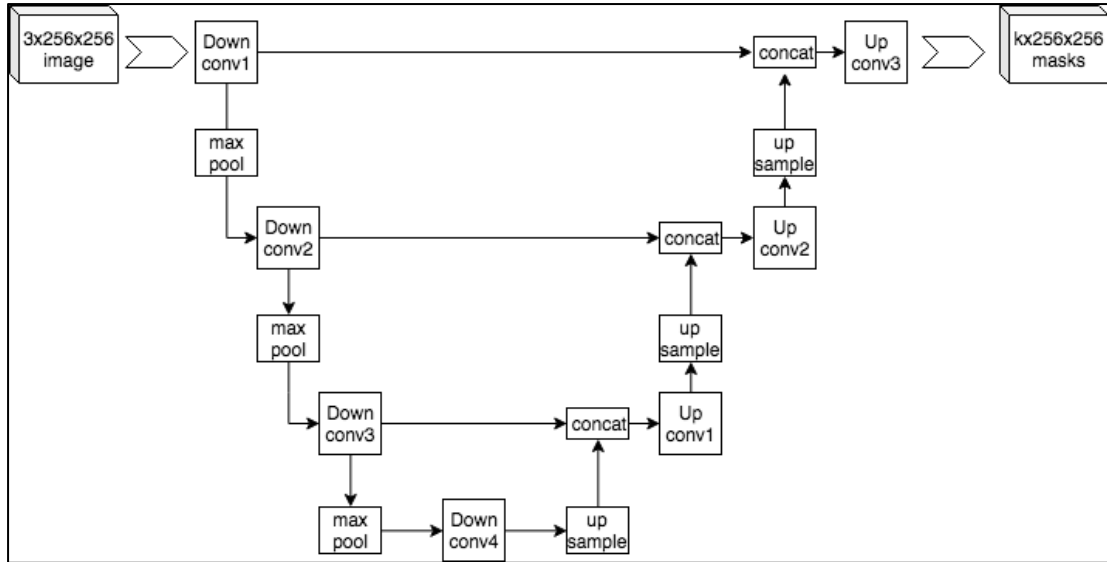 3x256x256
image
Down
conv1
concat
Up
conv3
kx256x256
masks
max
pool
up
sample
Down
conv2
concat
Up
conv2
max
pool
up
sample
Down
conv3
concat
Up
conv1
max
pool
Down
conv4
up
sample